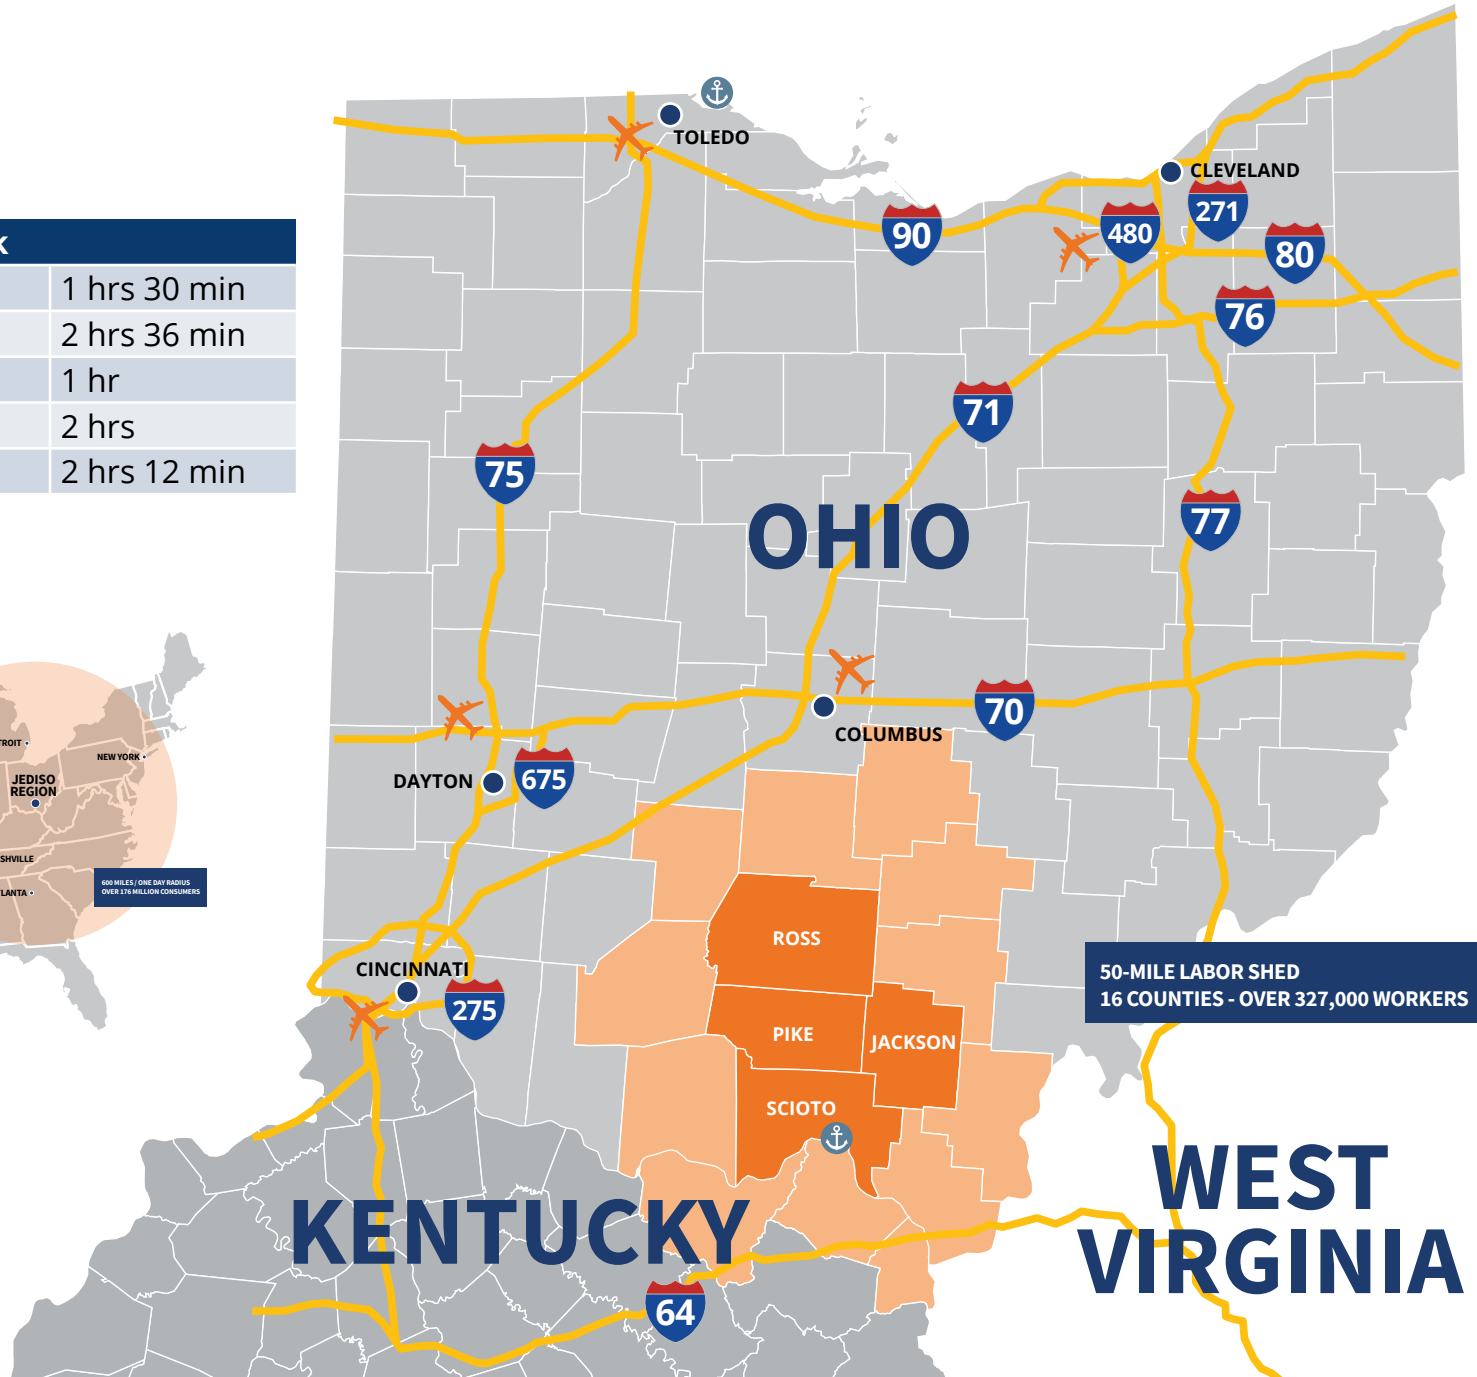 k
1 hrs 30 min
2 hrs 36 min
1 hr
2 hrs
2 hrs 12 min
TOLEDO
CLEVELAND
90
480
271
80
76
71
75
77
OHIO
COLUMBUS
70
DAYTON
675
TROIT
NEW YORK
JEDISO
REGION
SHVILLE
LANTA
600 MILES / ONE DAY RADIUS
OVER 176 MILLION CONSUMERS
CINCINNATI
275
ROSS
PIKE
JACKSON
SCIOTO
50-MILE LABOR SHED
16 COUNTIES - OVER 327,000 WORKERS
KENTUCKY
64
WEST
VIRGINIA